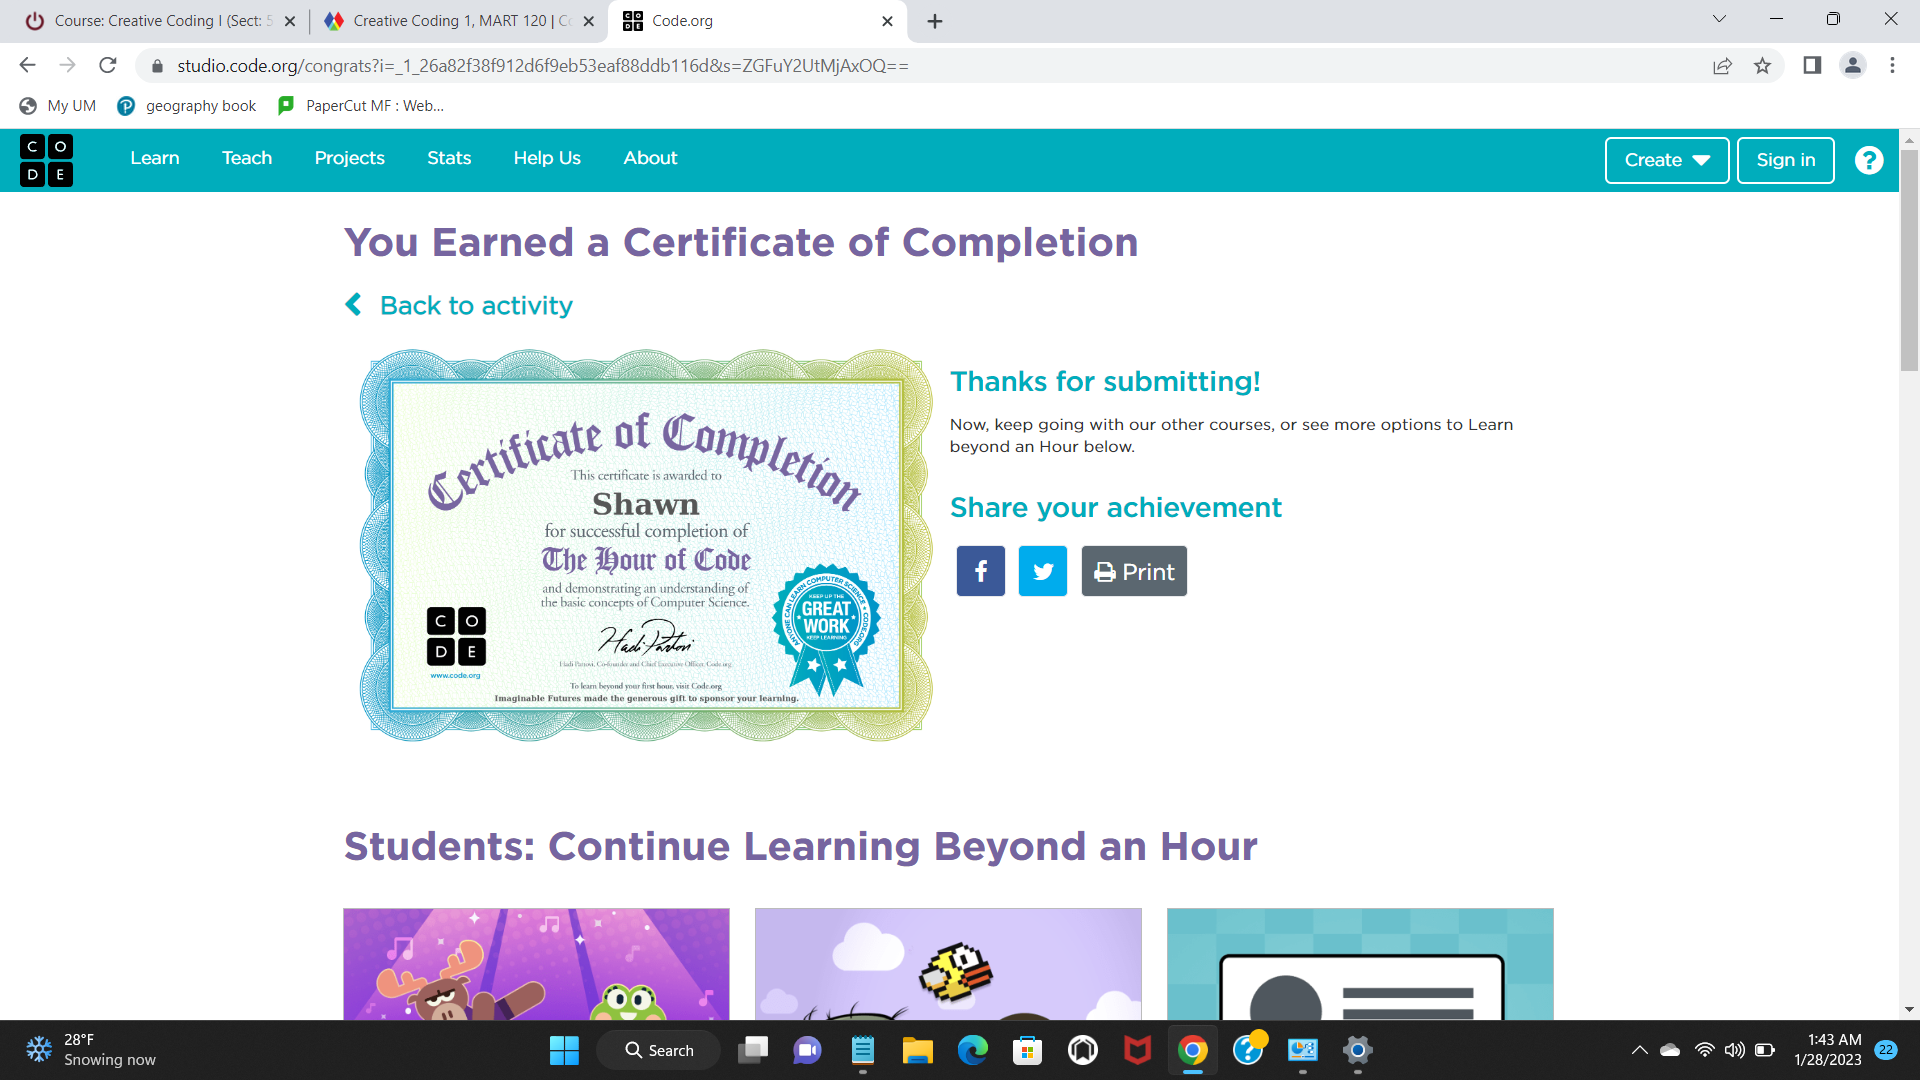 Course: Creative Coding I (Sect: 5
Creative Coding 1, MART 120 | Co
Code.org
studio.code.org/congrats?i=_1_26a82f38f912d6f9eb53eaf88ddb116d&s=ZGFuY2UtMjAxOQ==
My UM
geography book
PaperCut MF : Web...
CODE
Learn
Teach
Projects
Stats
Help Us
About
Create
Sign in
?
You Earned a Certificate of Completion
Back to activity
Certificate of Completion
This certificate is awarded to
Shawn
for successful completion of
The Hour of Code
and demonstrating an understanding of
the basic concepts of Computer Science.
CODE
www.code.org
Hadi Partovi
Hadi Partovi, Co-founder and Chief Executive Officer, Code.org
To learn beyond your first hour, visit Code.org
Imaginable Futures made the generous gift to sponsor your learning.
ANYONE CAN LEARN COMPUTER SCIENCE • CODE.ORG •
KEEP UP THE
GREAT
WORK
KEEP LEARNING
Thanks for submitting!
Now, keep going with our other courses, or see more options to Learn
beyond an Hour below.
Share your achievement
f
Print
Students: Continue Learning Beyond an Hour
28°F
Snowing now
Search
1:43 AM
1/28/2023
22